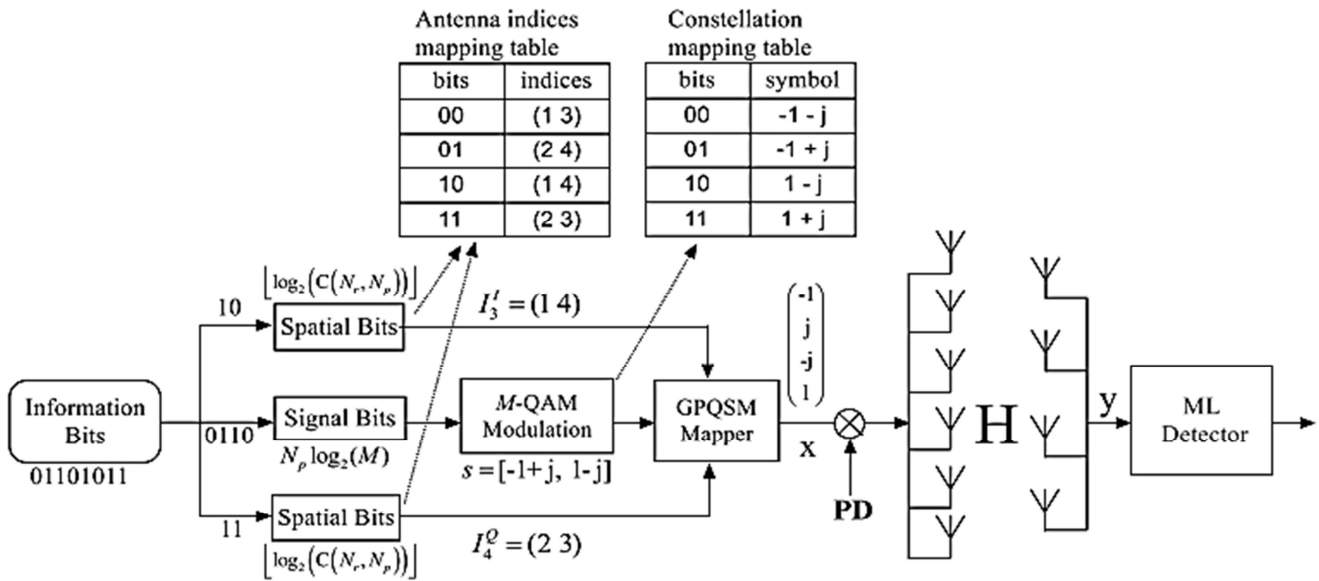 Antenna indices
mapping table
bits indices
00 (1 3)
01 (2 4)
10 (1 4)
11 (2 3)
Constellation
mapping table
bits symbol
00 -1 - j
01 -1 + j
10 1 - j
11 1 + j
⌊log₂(C(Nᵣ, Nₚ))⌋
10
Spatial Bits
I₃ᴵ = (1 4)
Information
Bits
01101011
0110
Signal Bits
Nₚ log₂(M)
M-QAM
Modulation
s = [-1+j, 1-j]
GPQSM
Mapper
-1
j
-j
1
x
PD
H
y
ML
Detector
11
Spatial Bits
⌊log₂(C(Nᵣ, Nₚ))⌋
I₄^Q = (2 3)